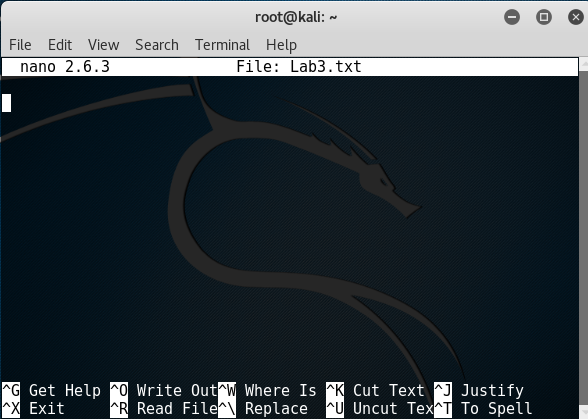 root@kali: ~
File Edit View Search Terminal Help
nano 2.6.3 File: Lab3.txt
^G Get Help ^O Write Out^W Where Is ^K Cut Text ^J Justify
^X Exit ^R Read File^\ Replace ^U Uncut Tex^T To Spell